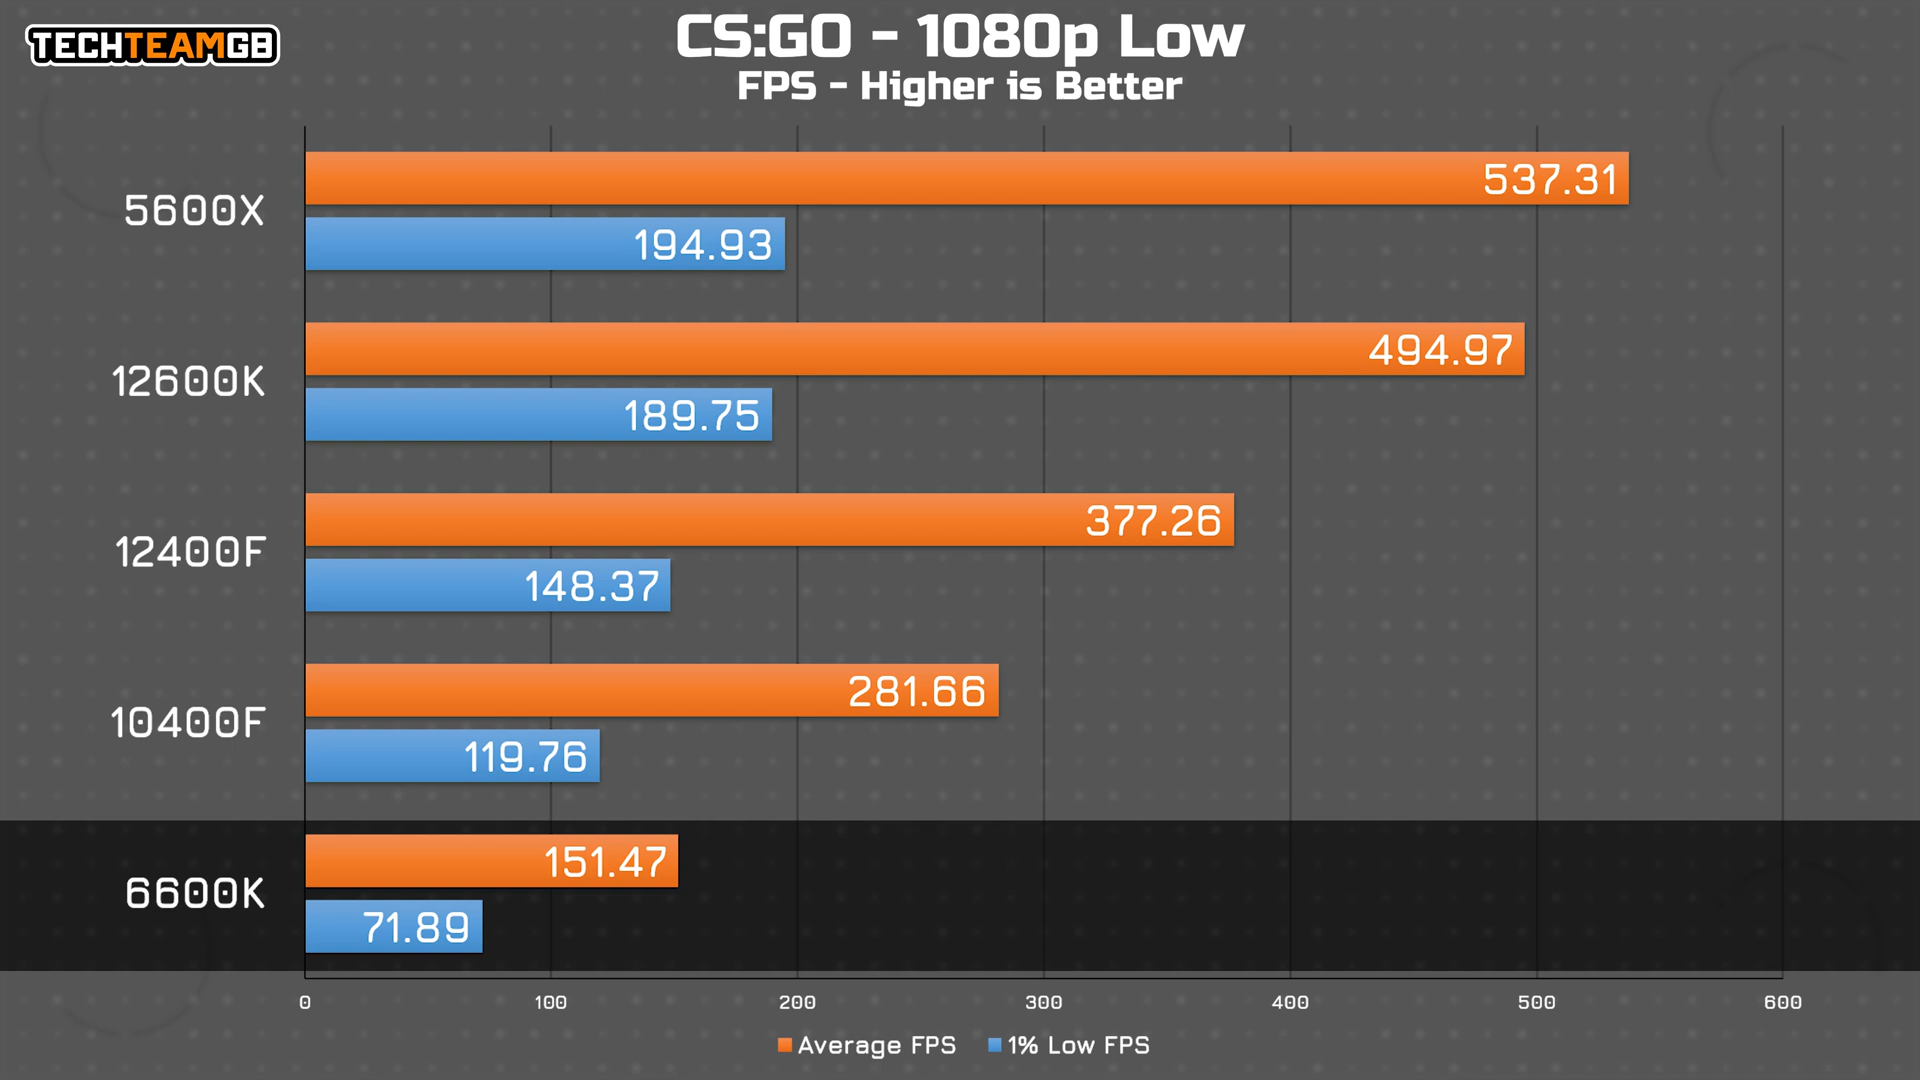 TECHTEAMGB
CS:GO - 1080p Low
FPS - Higher is Better
5600X
537.31
194.93
12600K
494.97
189.75
12400F
377.26
148.37
10400F
281.66
119.76
6600K
151.47
71.89
0 100 200 300 400 500 600
Average FPS 1% Low FPS